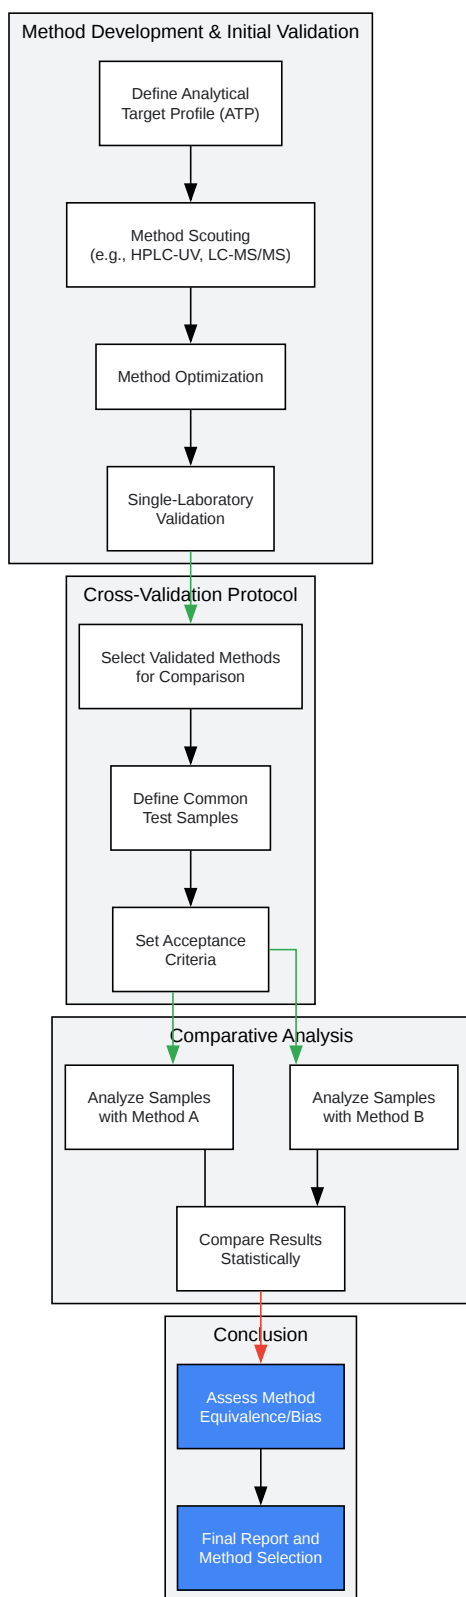 Method Development & Initial Validation
Define Analytical
Target Profile (ATP)
Method Scouting
(e.g., HPLC-UV, LC-MS/MS)
Method Optimization
Single-Laboratory
Validation
Cross-Validation Protocol
Select Validated Methods
for Comparison
Define Common
Test Samples
Set Acceptance
Criteria
Comparative Analysis
Analyze Samples
with Method A
Analyze Samples
with Method B
Compare Results
Statistically
Conclusion
Assess Method
Equivalence/Bias
Final Report and
Method Selection